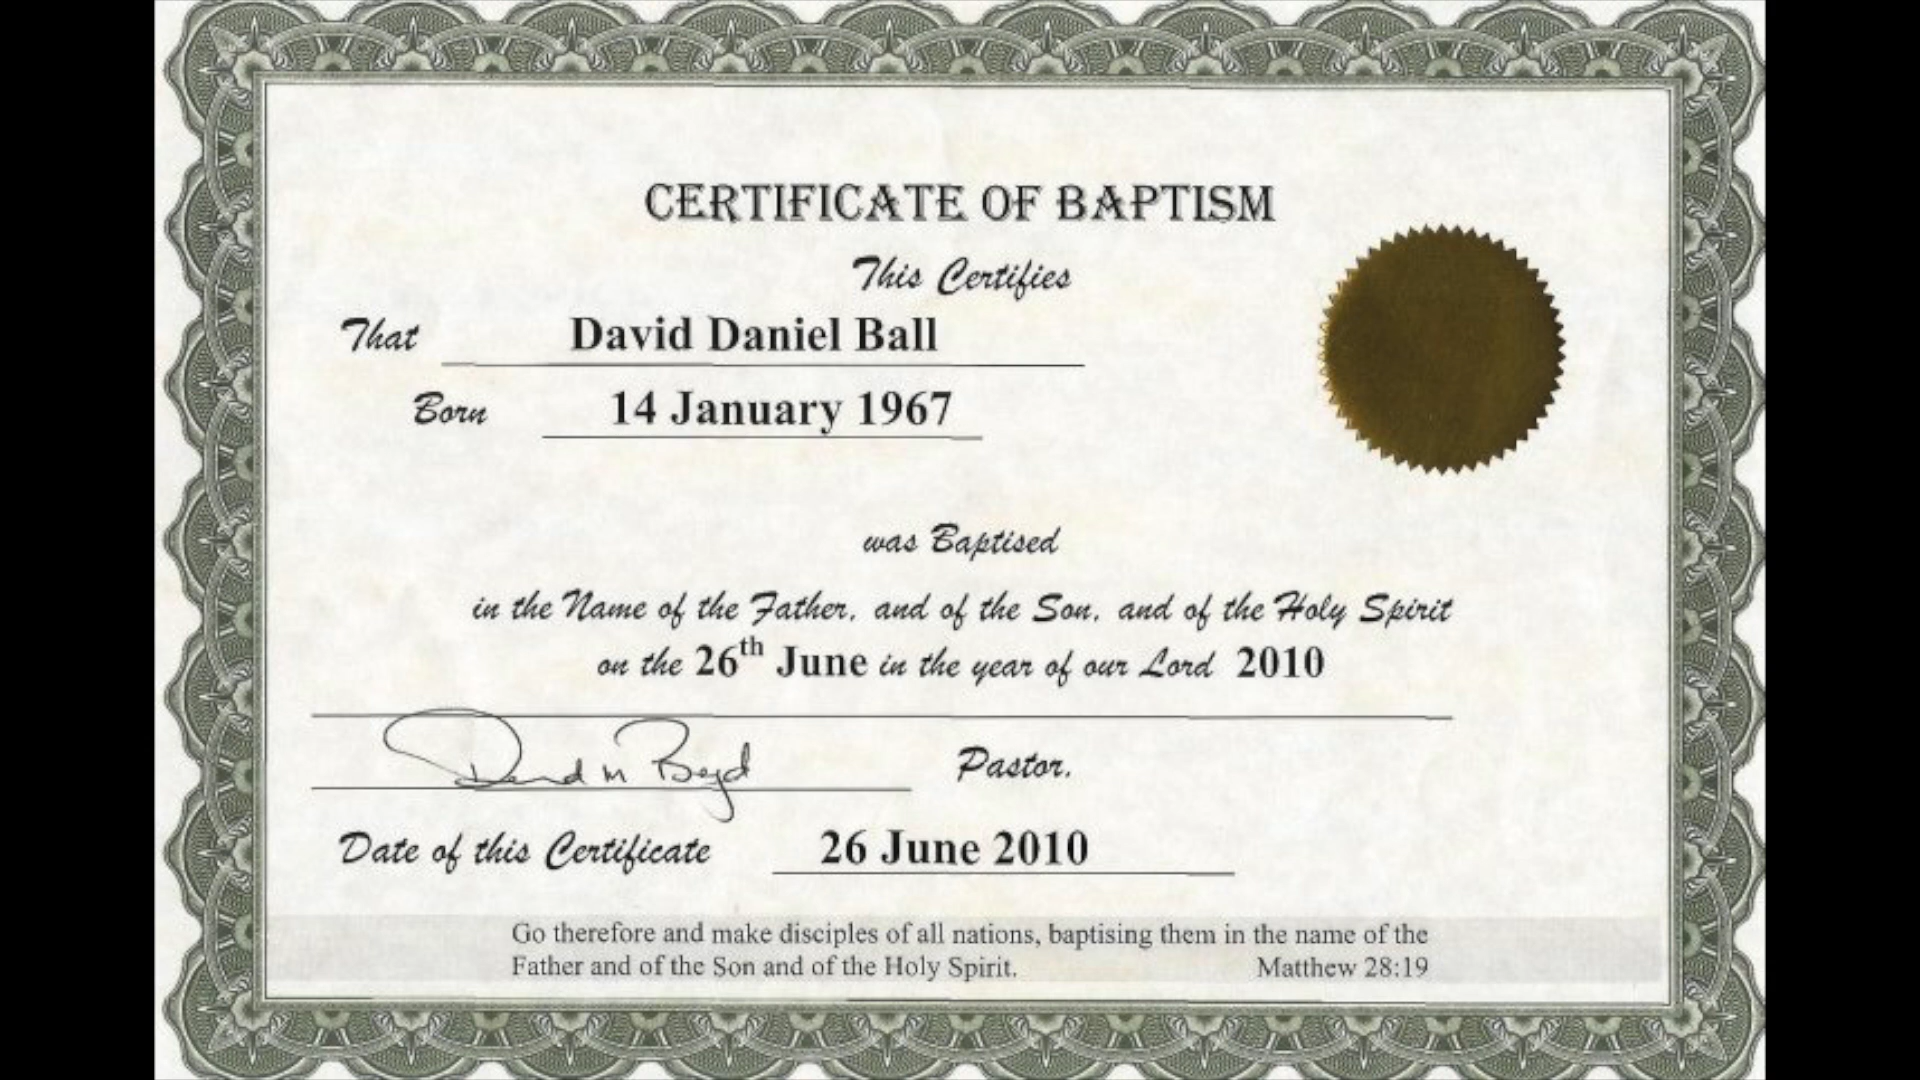 CERTIFICATE OF BAPTISM
This Certifies
That David Daniel Ball
Born 14 January 1967
was Baptised
in the Name of the Father, and of the Son, and of the Holy Spirit
on the 26th June in the year of our Lord 2010
David M Boyd Pastor.
Date of this Certificate 26 June 2010
Go therefore and make disciples of all nations, baptising them in the name of the
Father and of the Son and of the Holy Spirit. Matthew 28:19